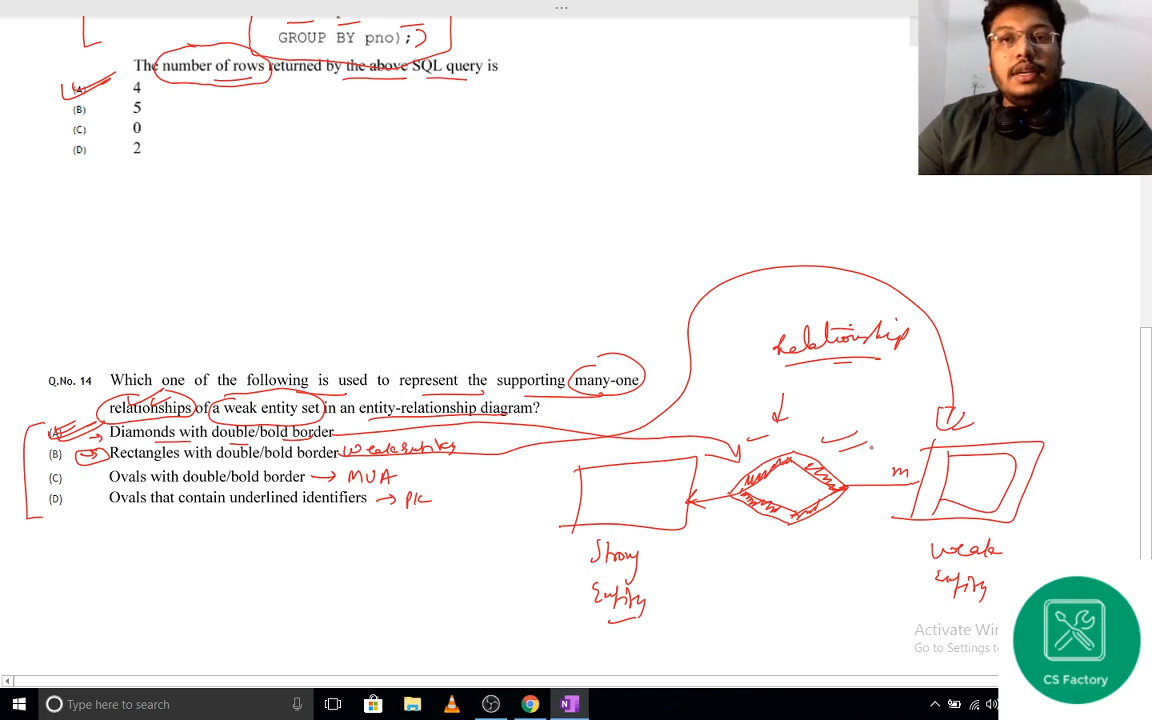 GROUP BY pno);
The number of rows returned by the above SQL query is
(A) 4
(B) 5
(C) 0
(D) 2
relationship
Q.No. 14 Which one of the following is used to represent the supporting many-one
relationships of a weak entity set in an entity-relationship diagram?
(A) Diamonds with double/bold border
(B) Rectangles with double/bold border weak entity
(C) Ovals with double/bold border → MVA
(D) Ovals that contain underlined identifiers → PK
m
Strong
Entity
weak
Entity
Activate Win
Go to Settings t
CS Factory
Type here to search